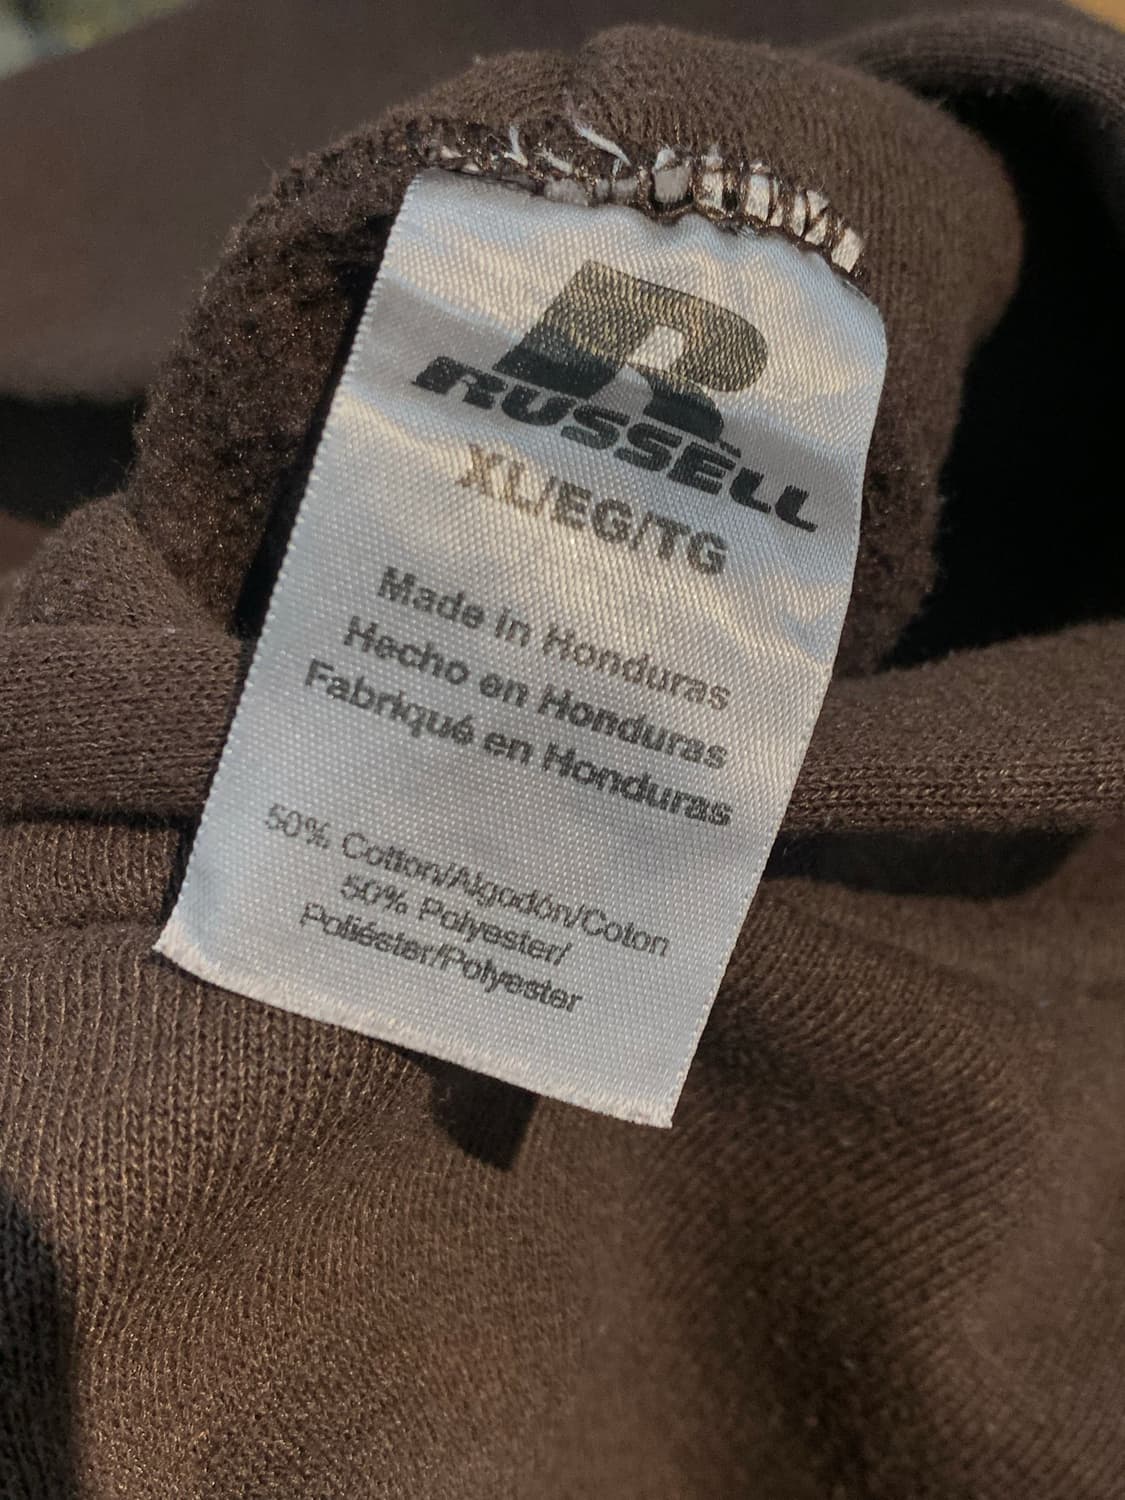 R
RUSSELL
XL/EG/TG
Made in Honduras
Hecho en Honduras
Fabriqué en Honduras
50% Cotton/Algodón/Coton
50% Polyester/
Poliéster/Polyester